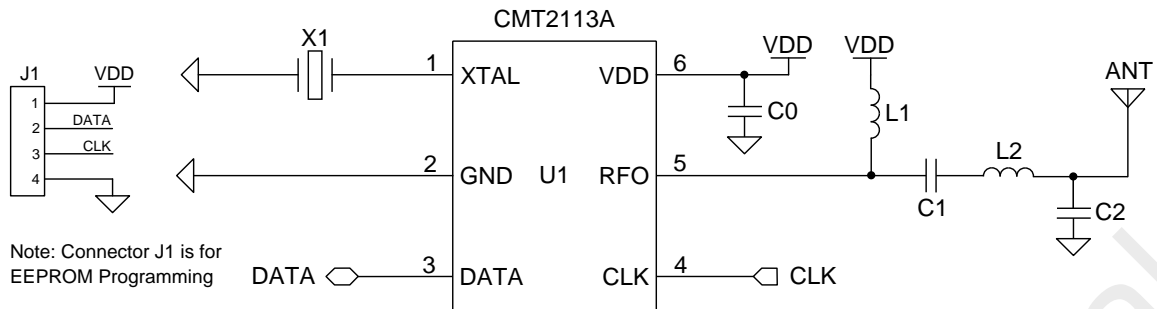 CMT2113A
X1
J1
VDD
1
2
DATA
3
CLK
4
Note: Connector J1 is for
EEPROM Programming
1
XTAL
2
GND
3
DATA
DATA
U1
VDD
6
RFO
5
CLK
4
CLK
VDD
C0
VDD
L1
C1
L2
C2
ANT